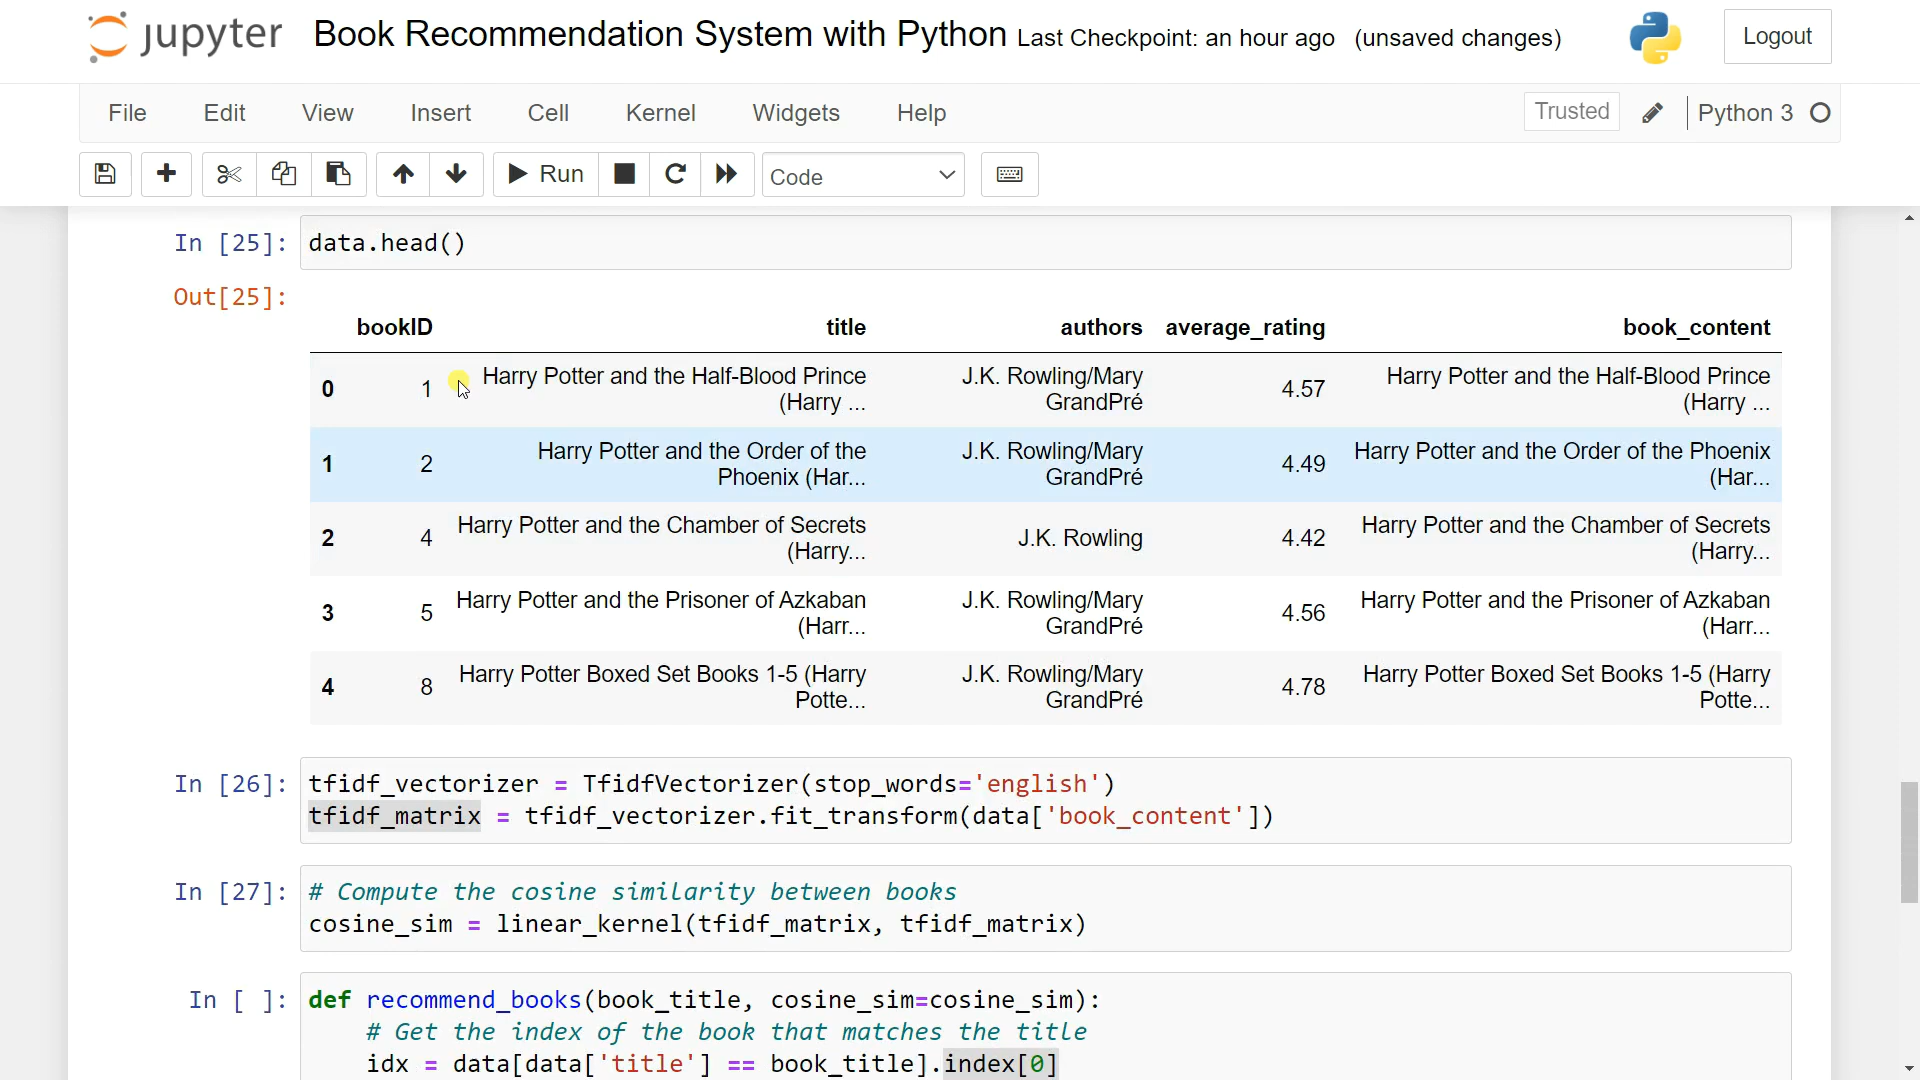 jupyter Book Recommendation System with Python Last Checkpoint: an hour ago (unsaved changes) Logout
File Edit View Insert Cell Kernel Widgets Help Trusted Python 3
Run Code
In [25]: data.head()
Out[25]:
bookID title authors average_rating book_content
0 1 Harry Potter and the Half-Blood Prince (Harry ... J.K. Rowling/Mary GrandPré 4.57 Harry Potter and the Half-Blood Prince (Harry ...
1 2 Harry Potter and the Order of the Phoenix (Har... J.K. Rowling/Mary GrandPré 4.49 Harry Potter and the Order of the Phoenix (Har...
2 4 Harry Potter and the Chamber of Secrets (Harry... J.K. Rowling 4.42 Harry Potter and the Chamber of Secrets (Harry...
3 5 Harry Potter and the Prisoner of Azkaban (Harr... J.K. Rowling/Mary GrandPré 4.56 Harry Potter and the Prisoner of Azkaban (Harr...
4 8 Harry Potter Boxed Set Books 1-5 (Harry Potte... J.K. Rowling/Mary GrandPré 4.78 Harry Potter Boxed Set Books 1-5 (Harry Potte...
In [26]: tfidf_vectorizer = TfidfVectorizer(stop_words='english')
tfidf_matrix = tfidf_vectorizer.fit_transform(data['book_content'])
In [27]: # Compute the cosine similarity between books
cosine_sim = linear_kernel(tfidf_matrix, tfidf_matrix)
In [ ]: def recommend_books(book_title, cosine_sim=cosine_sim):
# Get the index of the book that matches the title
idx = data[data['title'] == book_title].index[0]